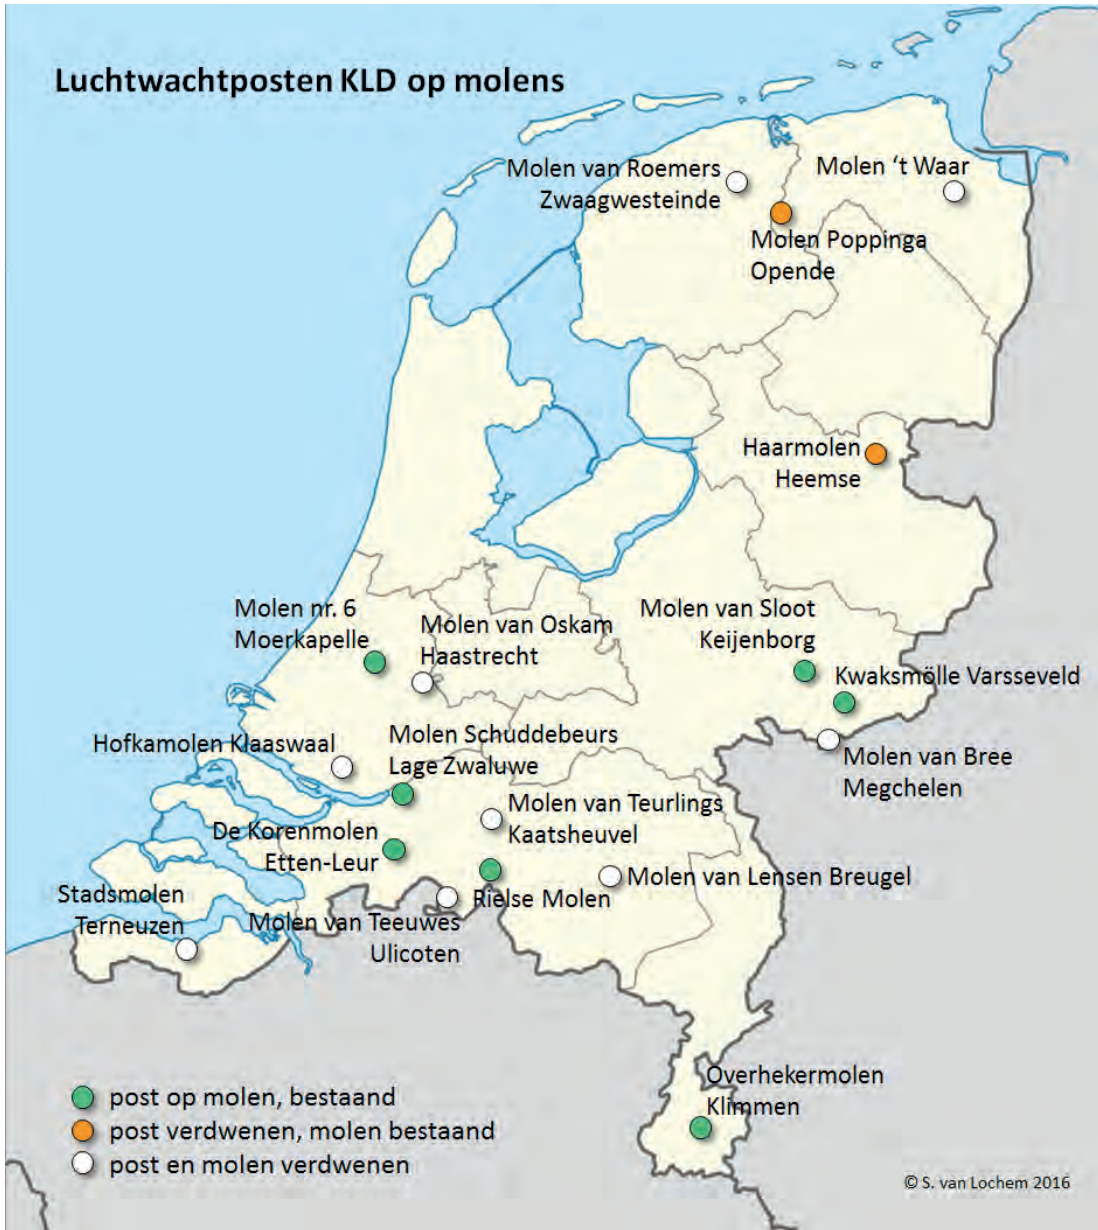 Luchtwachtposten KLD op molens
Molen van Roemers
Zwaagwesteinde
Molen ‘t Waar
Molen Poppinga
Opende
Haarmolen
Heemse
Molen nr. 6
Moerkapelle
Molen van Oskam
Haastrecht
Molen van Sloot
Keijenborg
Kwaksmölle Varsseveld
Hofkamolen Klaaswaal
Molen Schuddebeurs
Lage Zwaluwe
Molen van Bree
Megchelen
Molen van Teurlings
Kaatsheuvel
De Korenmolen
Etten-Leur
Molen van Lensen Breugel
Rielse Molen
Stadsmolen
Terneuzen
Molen van Teeuwes
Ulicoten
Overhekermolen
Klimmen
post op molen, bestaand
post verdwenen, molen bestaand
post en molen verdwenen
© S. van Lochem 2016